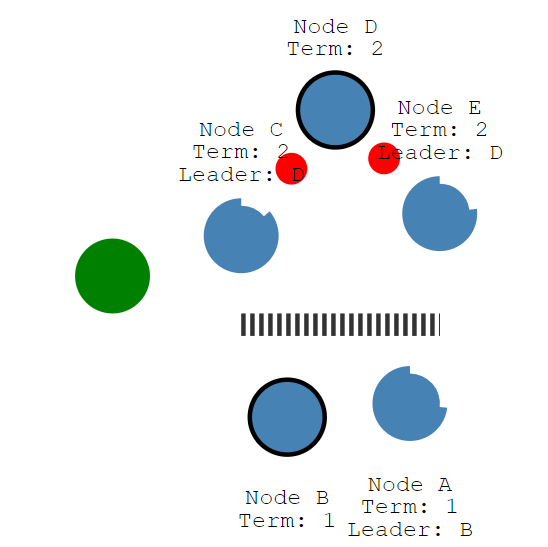 Node D
Term: 2
Node E
Term: 2
Leader: D
Node C
Term: 2
Leader: D
Node B
Term: 1
Node A
Term: 1
Leader: B